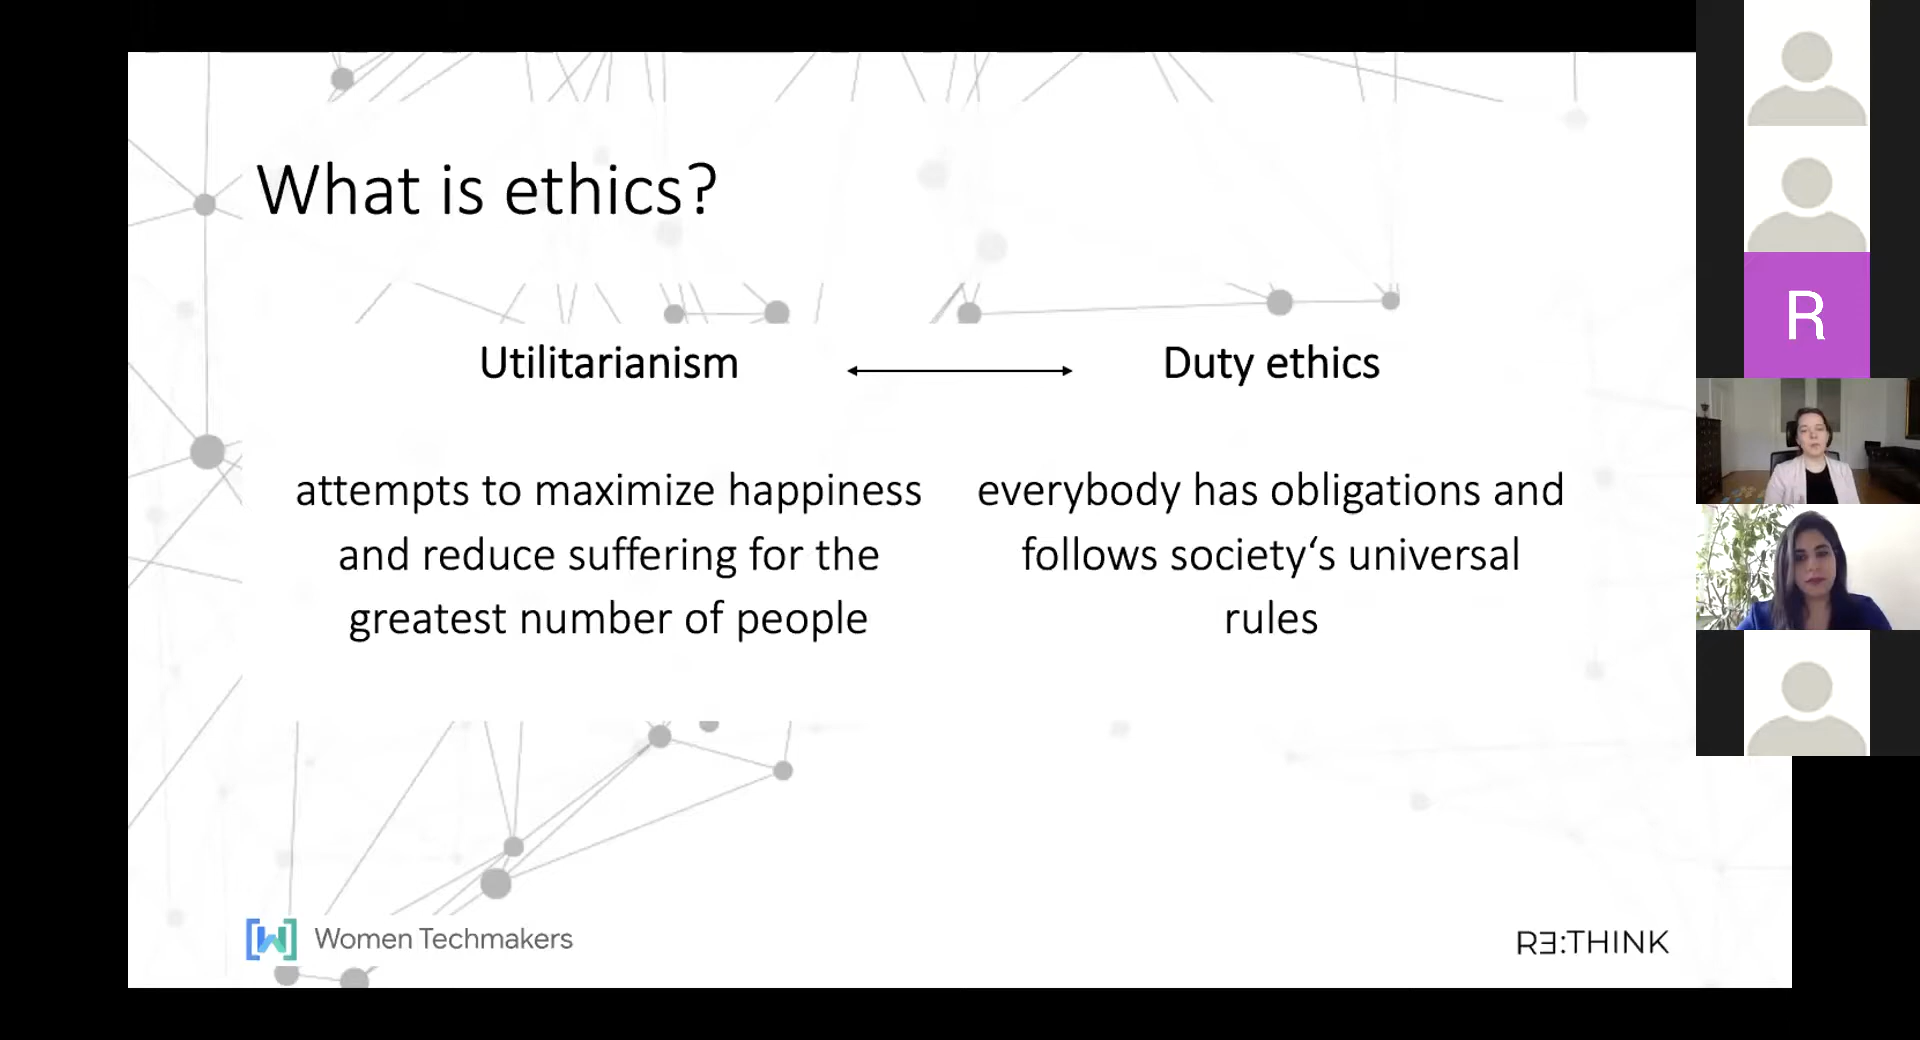 What is ethics?
Utilitarianism
attempts to maximize happiness
and reduce suffering for the
greatest number of people
Duty ethics
everybody has obligations and
follows society‘s universal
rules
Women Techmakers
RƎ:THINK
R